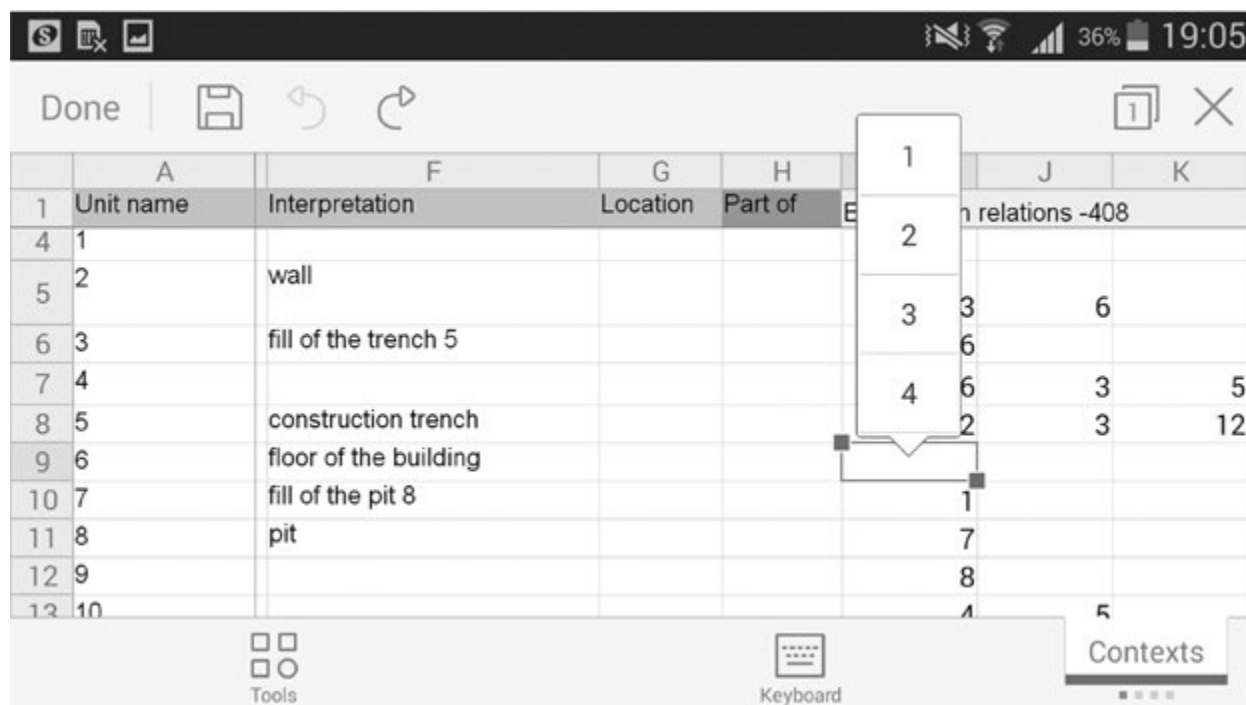 36% 19:05
Done 1
A F G H J K
1 Unit name Interpretation Location Part of E relations -408
1
2
3
4
4 1
5 2 wall 3 6
6 3 fill of the trench 5 6
7 4 6 3 5
8 5 construction trench 2 3 12
9 6 floor of the building
10 7 fill of the pit 8 1
11 8 pit 7
12 9 8
13 10 4 5
Tools Keyboard Contexts